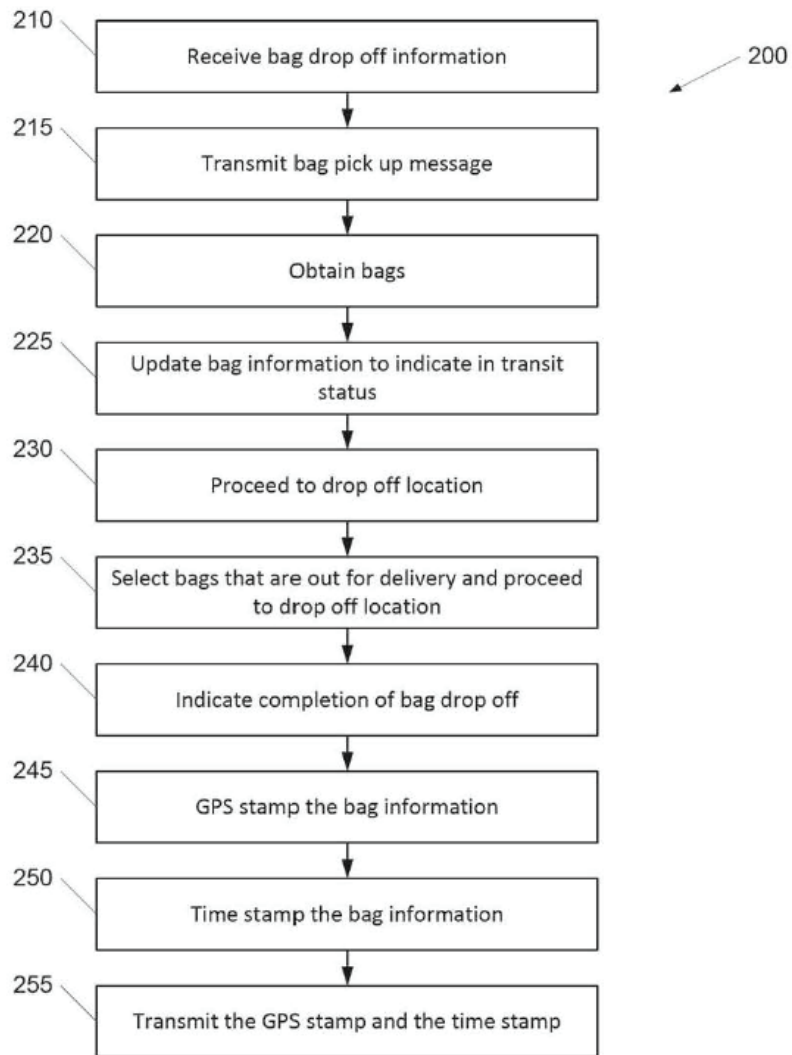 210
Receive bag drop off information
200
215
Transmit bag pick up message
220
Obtain bags
225
Update bag information to indicate in transit
status
230
Proceed to drop off location
235
Select bags that are out for delivery and proceed
to drop off location
240
Indicate completion of bag drop off
245
GPS stamp the bag information
250
Time stamp the bag information
255
Transmit the GPS stamp and the time stamp